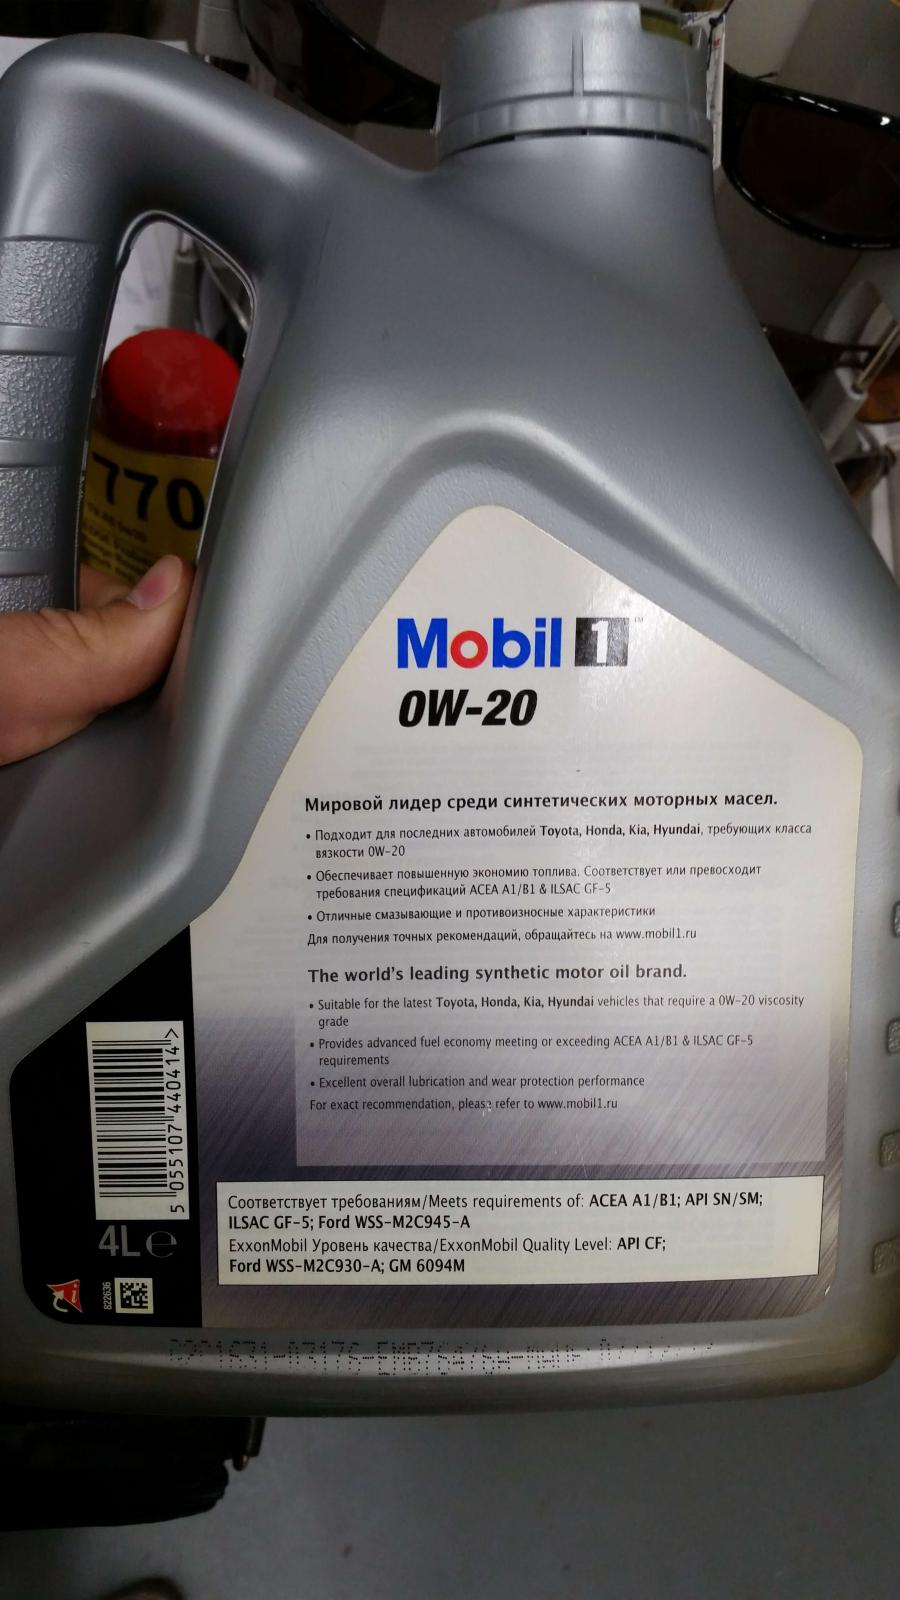 770
Mobil 1™
0W-20
Мировой лидер среди синтетических моторных масел.
• Подходит для последних автомобилей Toyota, Honda, Kia, Hyundai, требующих класса
вязкости 0W-20
• Обеспечивает повышенную экономию топлива. Соответствует или превосходит
требования спецификаций ACEA A1/B1 & ILSAC GF-5
• Отличные смазывающие и противоизносные характеристики
Для получения точных рекомендаций, обращайтесь на www.mobil1.ru
The world's leading synthetic motor oil brand.
• Suitable for the latest Toyota, Honda, Kia, Hyundai vehicles that require a 0W-20 viscosity
grade
• Provides advanced fuel economy meeting or exceeding ACEA A1/B1 & ILSAC GF-5
requirements
• Excellent overall lubrication and wear protection performance
For exact recommendation, please refer to www.mobil1.ru
5 055107 440414 >
Соответствует требованиям/Meets requirements of: ACEA A1/B1; API SN/SM;
ILSAC GF-5; Ford WSS-M2C945-A
ExxonMobil Уровень качества/ExxonMobil Quality Level: API CF;
Ford WSS-M2C930-A; GM 6094M
4L ℮
822636